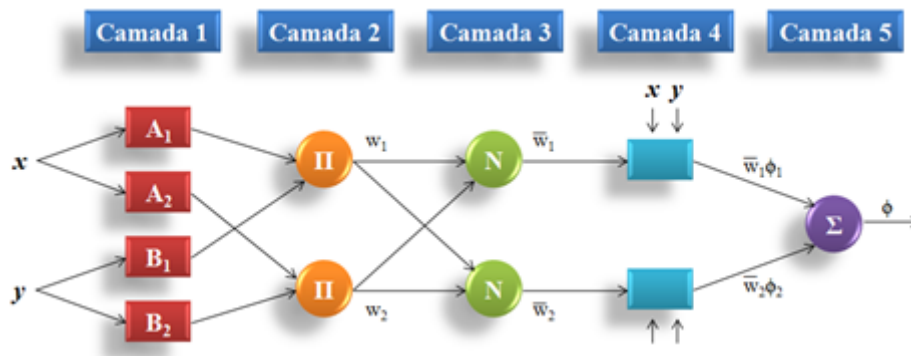 Camada 1 Camada 2 Camada 3 Camada 4 Camada 5
x y
A₁
w₁ w̅₁
Π N
x
w̅₁ϕ₁
A₂
ϕ
Σ
B₁
y
Π N
w̅₂ϕ₂
B₂
w₂ w̅₂